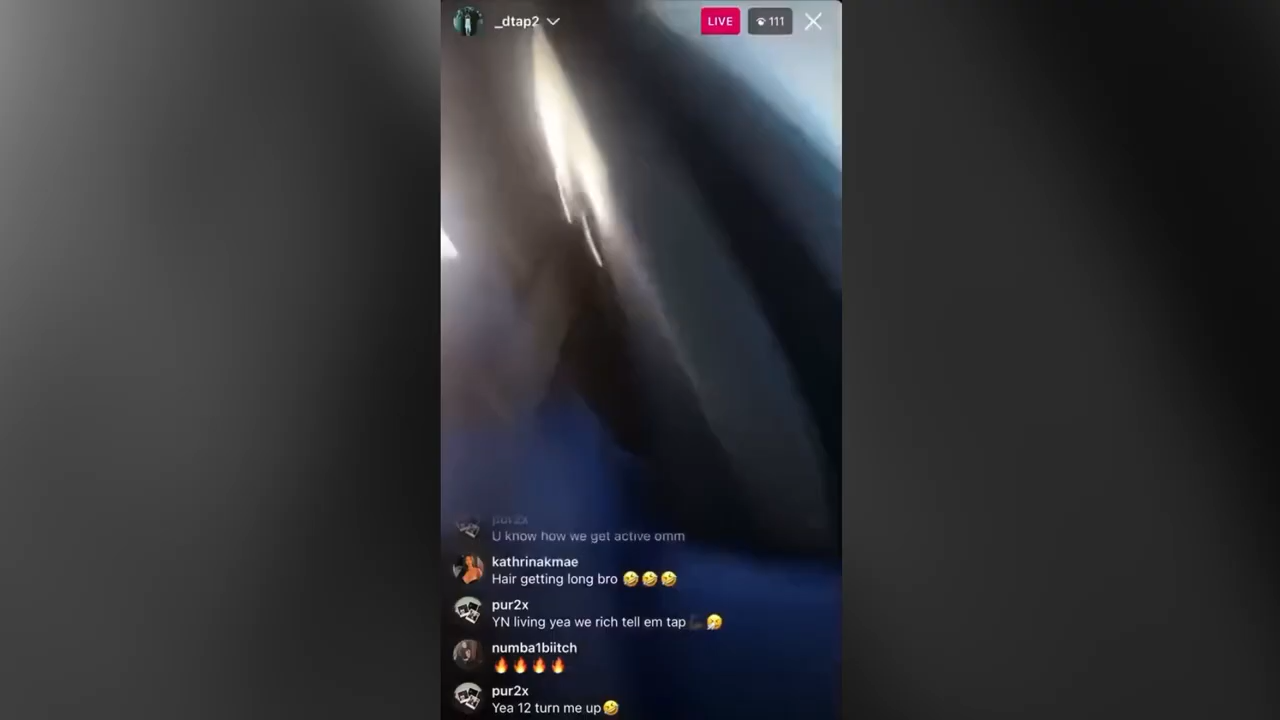 _dtap2
LIVE
111
pur2x
U know how we get active omm
kathrinakmae
Hair getting long bro 🤣🤣🤣
pur2x
YN living yea we rich tell em tap
numba1biitch
🔥🔥🔥🔥
pur2x
Yea 12 turn me up🤣